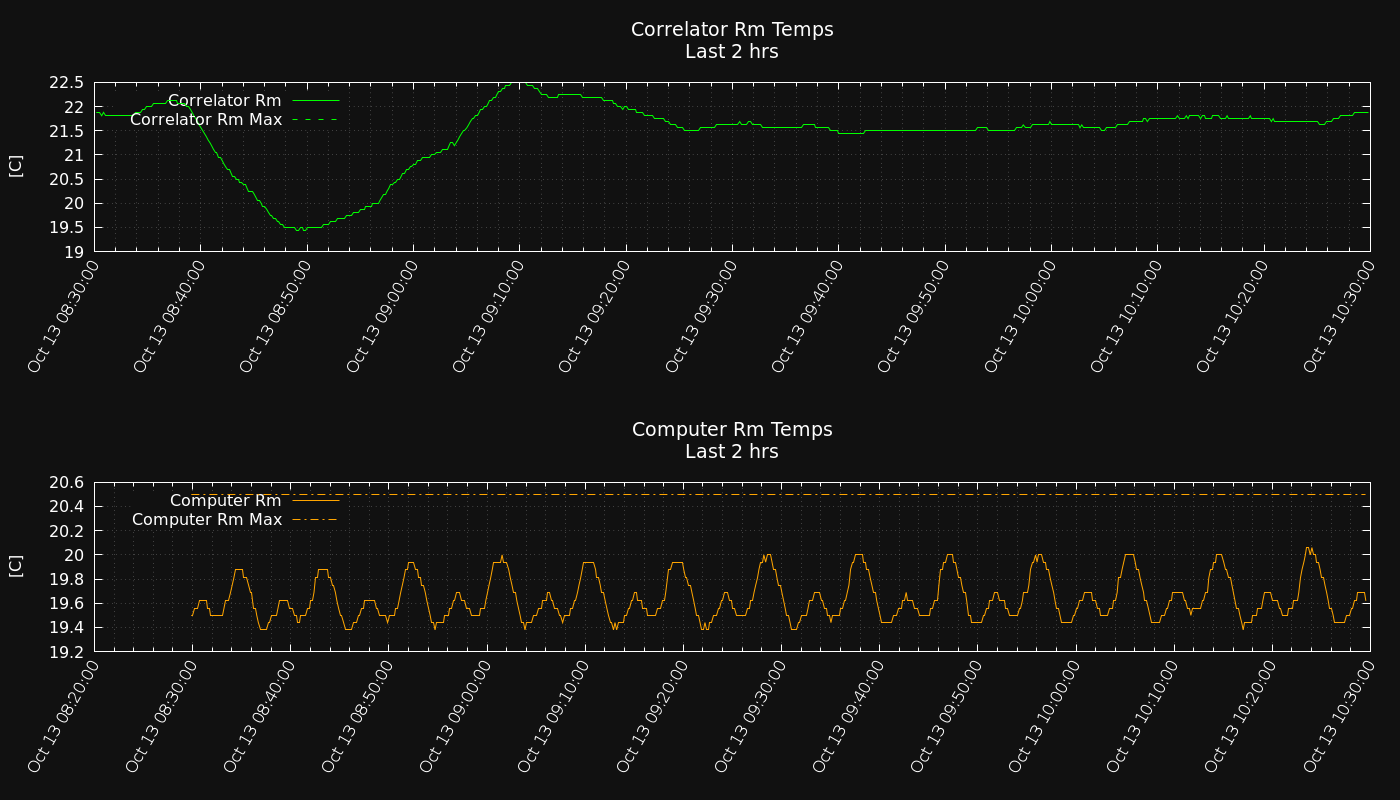 Correlator Rm Temps
Last 2 hrs
22.5
22
21.5
21
20.5
20
19.5
19
[C]
Correlator Rm
Correlator Rm Max
Oct 13 08:30:00
Oct 13 08:40:00
Oct 13 08:50:00
Oct 13 09:00:00
Oct 13 09:10:00
Oct 13 09:20:00
Oct 13 09:30:00
Oct 13 09:40:00
Oct 13 09:50:00
Oct 13 10:00:00
Oct 13 10:10:00
Oct 13 10:20:00
Oct 13 10:30:00
Computer Rm Temps
Last 2 hrs
20.6
20.4
20.2
20
19.8
19.6
19.4
19.2
[C]
Computer Rm
Computer Rm Max
Oct 13 08:20:00
Oct 13 08:30:00
Oct 13 08:40:00
Oct 13 08:50:00
Oct 13 09:00:00
Oct 13 09:10:00
Oct 13 09:20:00
Oct 13 09:30:00
Oct 13 09:40:00
Oct 13 09:50:00
Oct 13 10:00:00
Oct 13 10:10:00
Oct 13 10:20:00
Oct 13 10:30:00